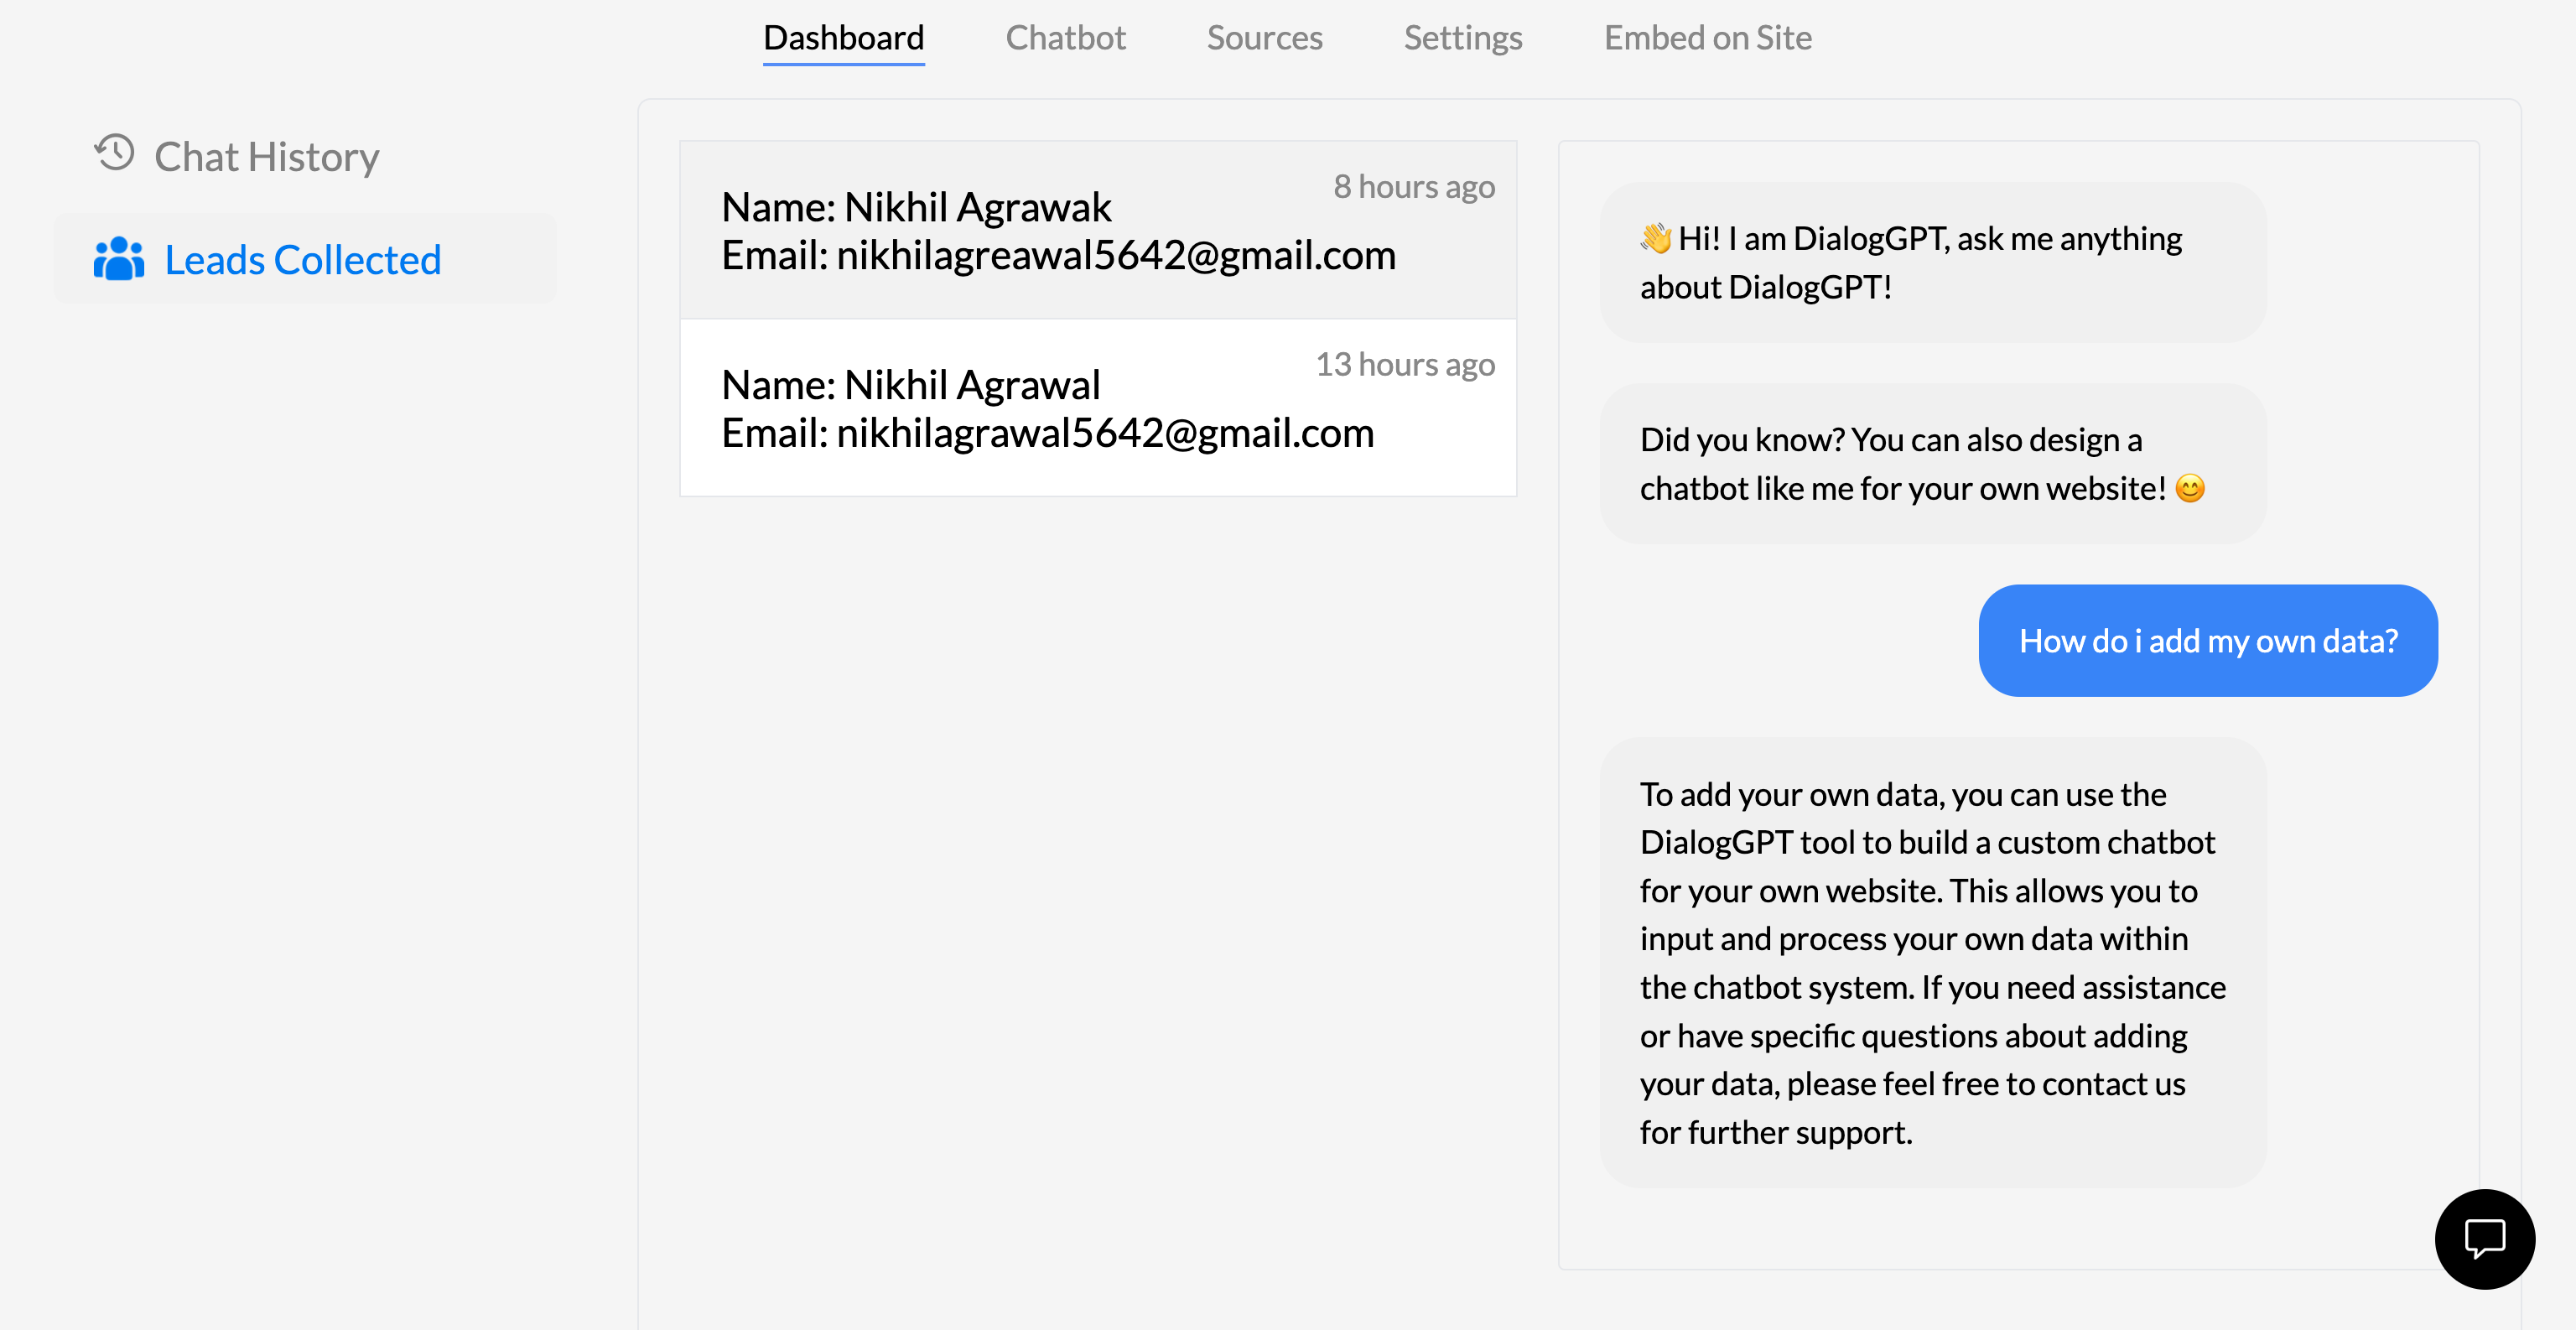 Dashboard Chatbot Sources Settings Embed on Site
Chat History
Leads Collected
8 hours ago
Name: Nikhil Agrawak
Email: nikhilagreawal5642@gmail.com
13 hours ago
Name: Nikhil Agrawal
Email: nikhilagrawal5642@gmail.com
👋 Hi! I am DialogGPT, ask me anything
about DialogGPT!
Did you know? You can also design a
chatbot like me for your own website! 😊
How do i add my own data?
To add your own data, you can use the
DialogGPT tool to build a custom chatbot
for your own website. This allows you to
input and process your own data within
the chatbot system. If you need assistance
or have specific questions about adding
your data, please feel free to contact us
for further support.